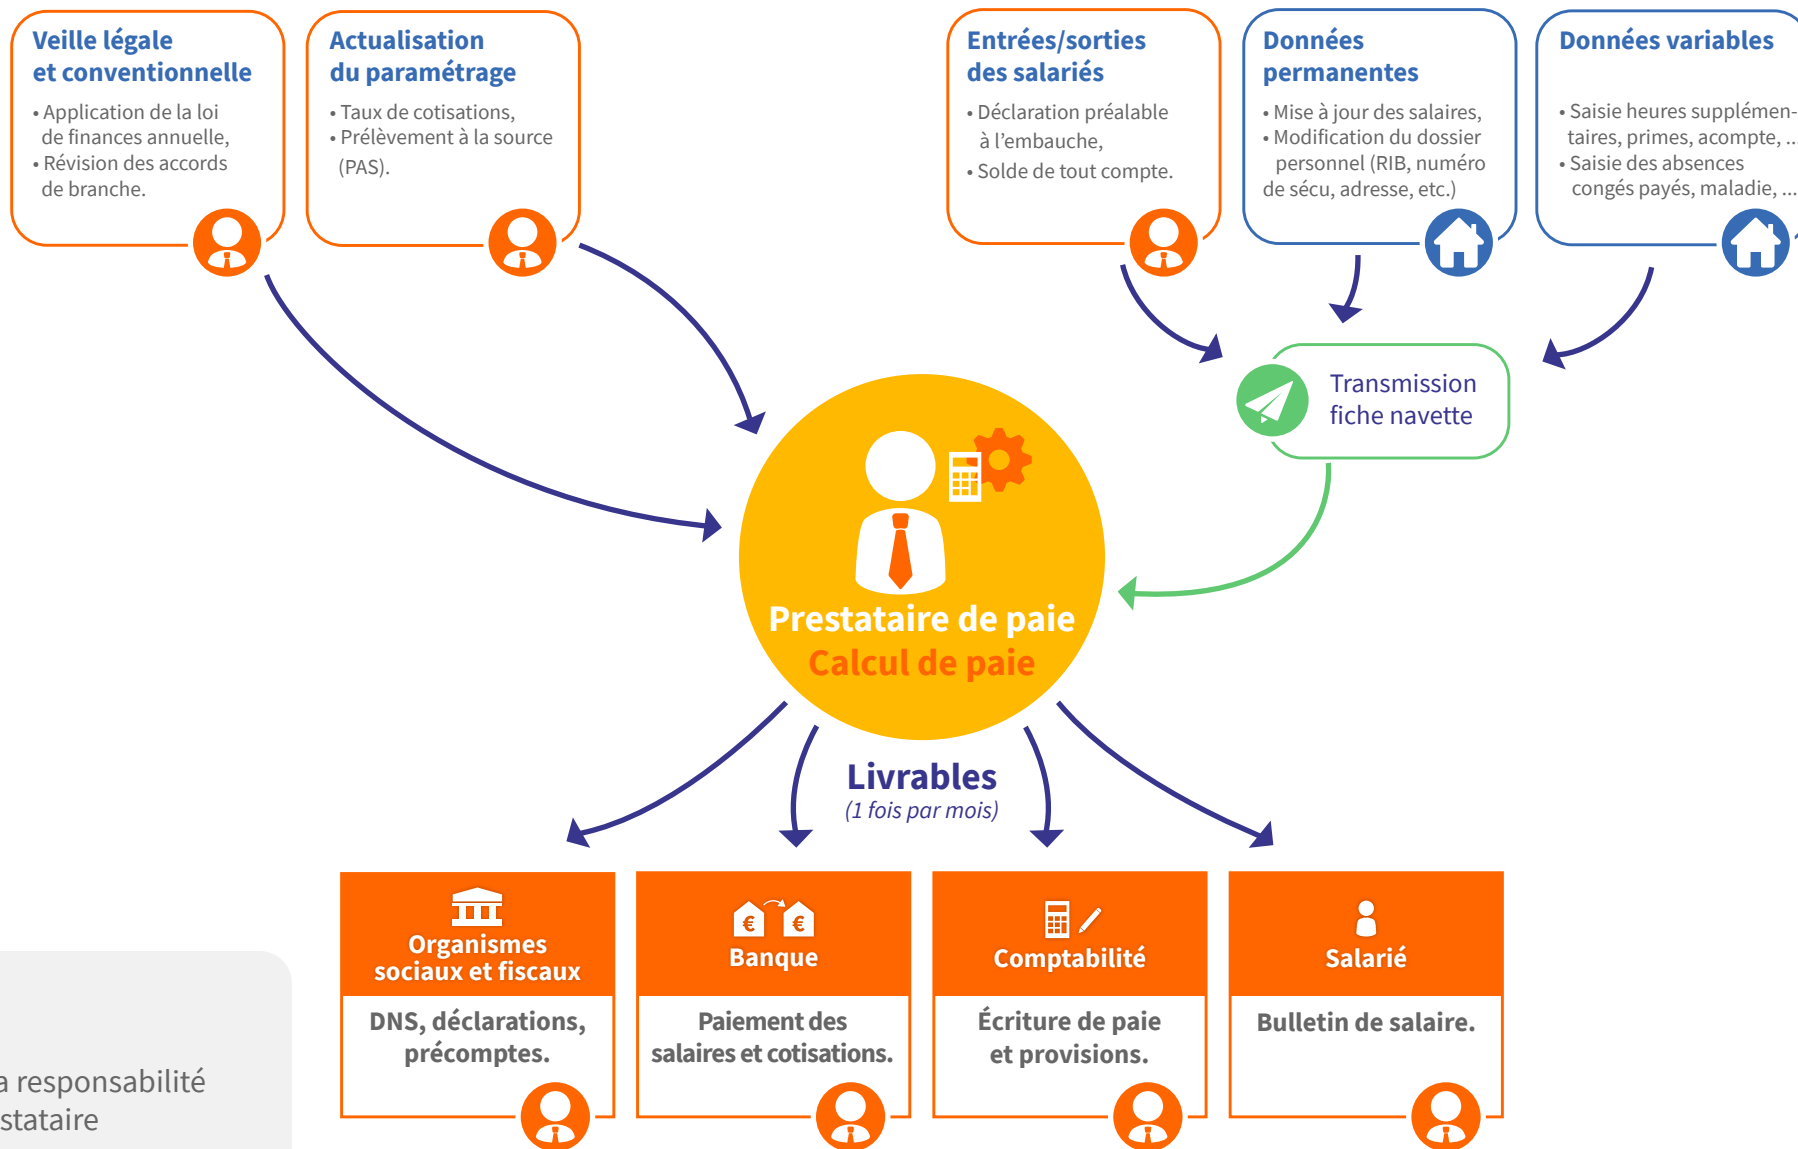 Veille légale
et conventionnelle
• Application de la loi
de finances annuelle,
• Révision des accords
de branche.
Actualisation
du paramétrage
• Taux de cotisations,
• Prélèvement à la source
(PAS).
Entrées/sorties
des salariés
• Déclaration préalable
à l’embauche,
• Solde de tout compte.
Données
permanentes
• Mise à jour des salaires,
• Modification du dossier
personnel (RIB, numéro
de sécu, adresse, etc.)
Données variables
• Saisie heures supplémen-
taires, primes, acompte, ...
• Saisie des absences
congés payés, maladie, ...
Transmission
fiche navette
Prestataire de paie
Calcul de paie
Livrables
(1 fois par mois)
Organismes
sociaux et fiscaux
DNS, déclarations,
précomptes.
€ €
Banque
Paiement des
salaires et cotisations.
Comptabilité
Écriture de paie
et provisions.
Salarié
Bulletin de salaire.
a responsabilité
stataire